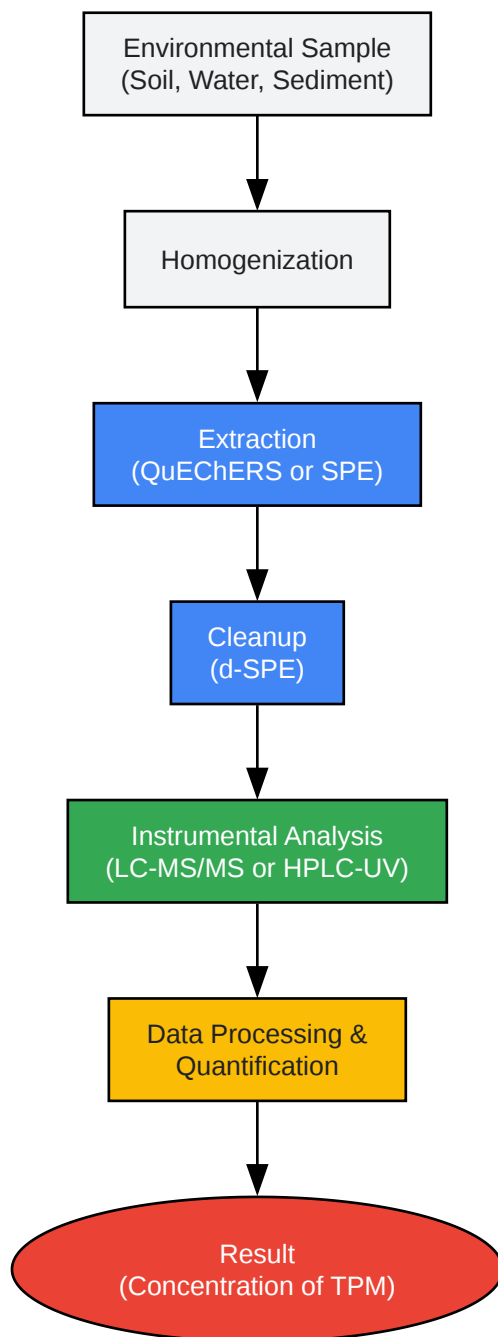 Environmental Sample
(Soil, Water, Sediment)
Homogenization
Extraction
(QuEChERS or SPE)
Cleanup
(d-SPE)
Instrumental Analysis
(LC-MS/MS or HPLC-UV)
Data Processing &
Quantification
Result
(Concentration of TPM)